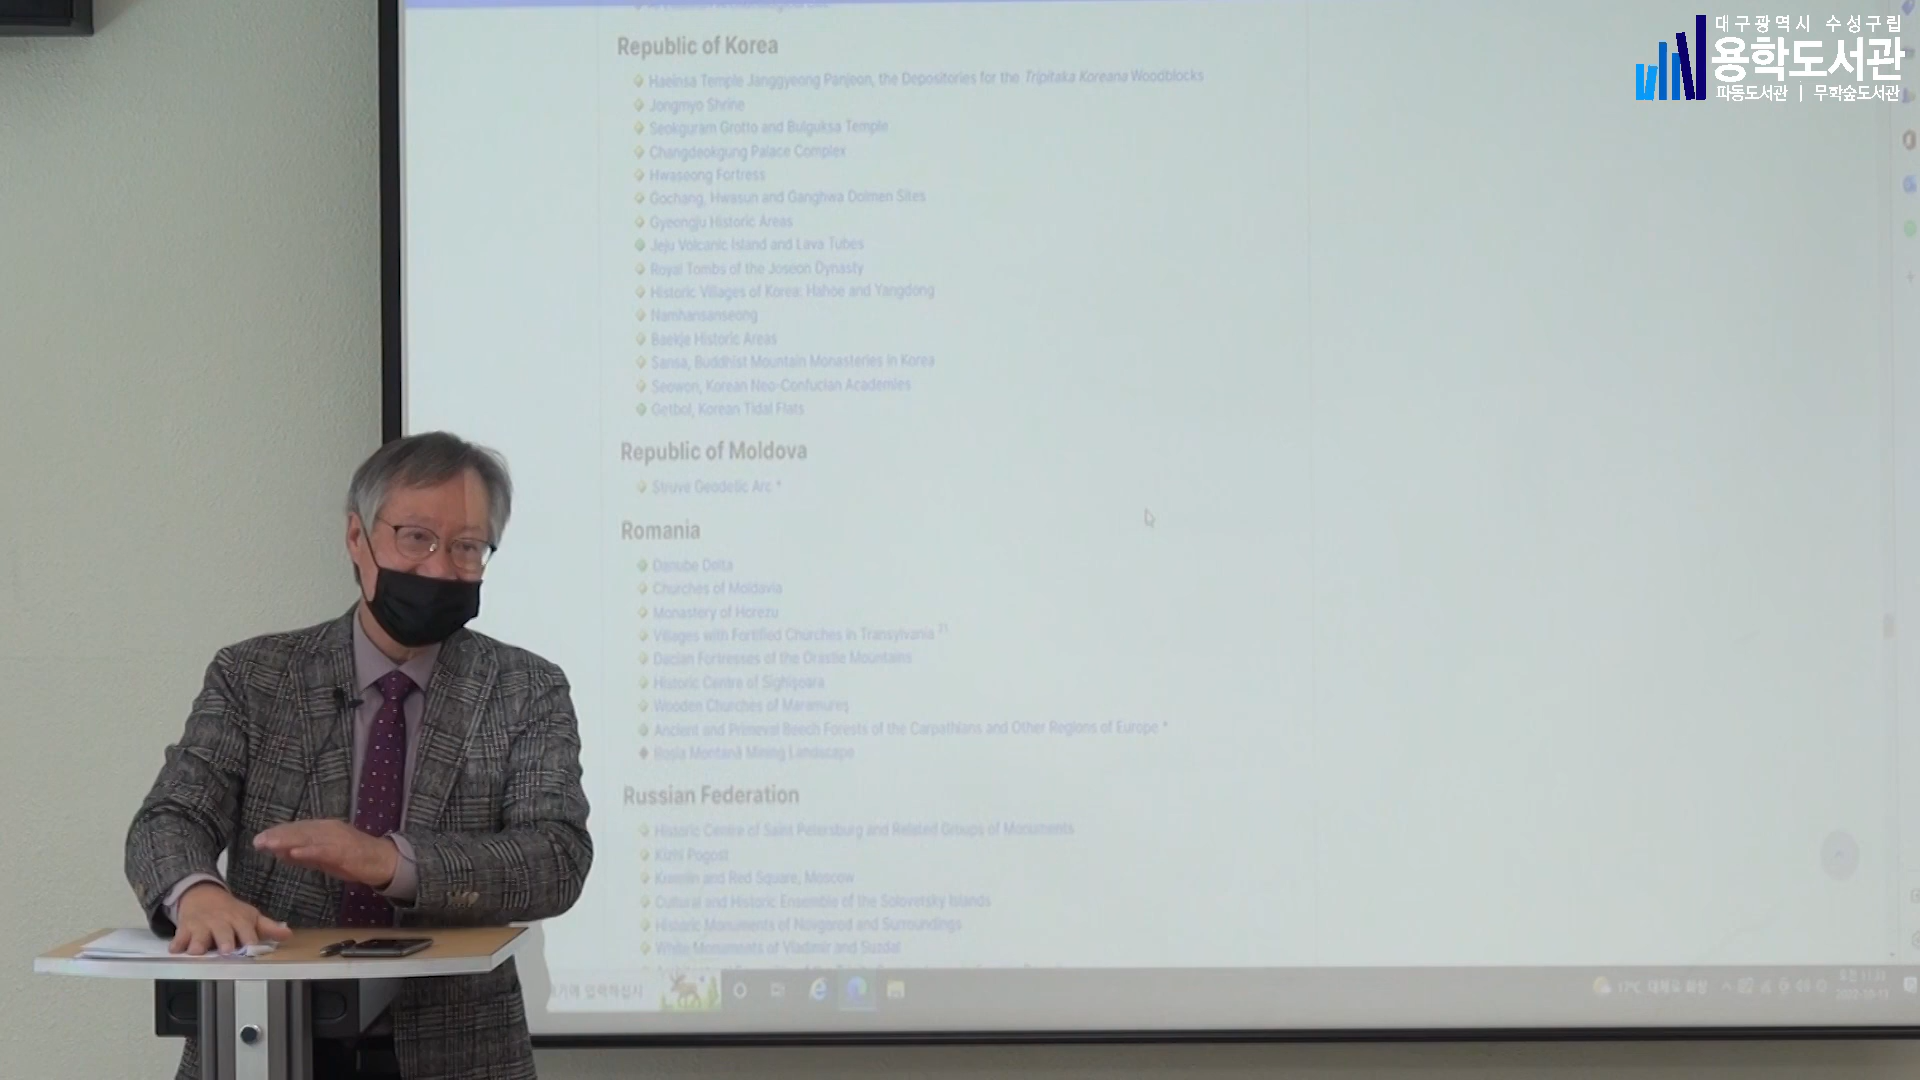 대구광역시 수성구립
용학도서관
파동도서관 | 무학숲도서관
Republic of Korea
Haeinsa Temple Janggyeong Panjeon, the Depositories for the Tripitaka Koreana Woodblocks
Jongmyo Shrine
Seokguram Grotto and Bulguksa Temple
Changdeokgung Palace Complex
Hwaseong Fortress
Gochang, Hwasun and Ganghwa Dolmen Sites
Gyeongju Historic Areas
Jeju Volcanic Island and Lava Tubes
Royal Tombs of the Joseon Dynasty
Historic Villages of Korea: Hahoe and Yangdong
Namhansanseong
Baekje Historic Areas
Sansa, Buddhist Mountain Monasteries in Korea
Seowon, Korean Neo-Confucian Academies
Getbol, Korean Tidal Flats
Republic of Moldova
Struve Geodetic Arc *
Romania
Danube Delta
Churches of Moldavia
Monastery of Horezu
Villages with Fortified Churches in Transylvania
Dacian Fortresses of the Orastie Mountains
Historic Centre of Sighişoara
Wooden Churches of Maramureş
Ancient and Primeval Beech Forests of the Carpathians and Other Regions of Europe *
Roşia Montană Mining Landscape
Russian Federation
Historic Centre of Saint Petersburg and Related Groups of Monuments
Kizhi Pogost
Kremlin and Red Square, Moscow
Cultural and Historic Ensemble of the Solovetsky Islands
Historic Monuments of Novgorod and Surroundings
White Monuments of Vladimir and Suzdal
17°C 대체로 화창